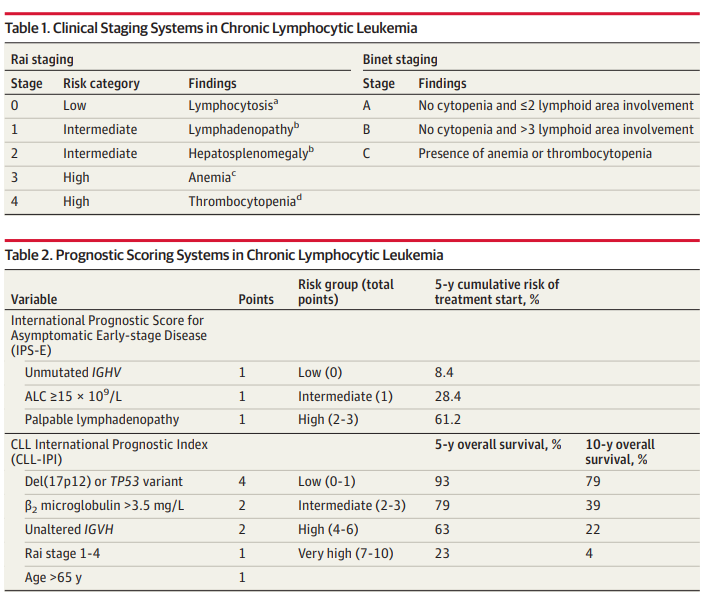 Table 1. Clinical Staging Systems in Chronic Lymphocytic Leukemia
Rai staging Binet staging
Stage Risk category Findings Stage Findings
0 Low Lymphocytosisᵃ A No cytopenia and ≤2 lymphoid area involvement
1 Intermediate Lymphadenopathyᵇ B No cytopenia and >3 lymphoid area involvement
2 Intermediate Hepatosplenomegalyᵇ C Presence of anemia or thrombocytopenia
3 High Anemiaᶜ
4 High Thrombocytopeniaᵈ
Table 2. Prognostic Scoring Systems in Chronic Lymphocytic Leukemia
Variable Points Risk group (total points) 5-y cumulative risk of treatment start, %
International Prognostic Score for
Asymptomatic Early-stage Disease
(IPS-E)
Unmutated IGHV 1 Low (0) 8.4
ALC ≥15 × 10⁹/L 1 Intermediate (1) 28.4
Palpable lymphadenopathy 1 High (2-3) 61.2
CLL International Prognostic Index (CLL-IPI) 5-y overall survival, % 10-y overall survival, %
Del(17p12) or TP53 variant 4 Low (0-1) 93 79
β₂ microglobulin >3.5 mg/L 2 Intermediate (2-3) 79 39
Unaltered IGVH 2 High (4-6) 63 22
Rai stage 1-4 1 Very high (7-10) 23 4
Age >65 y 1